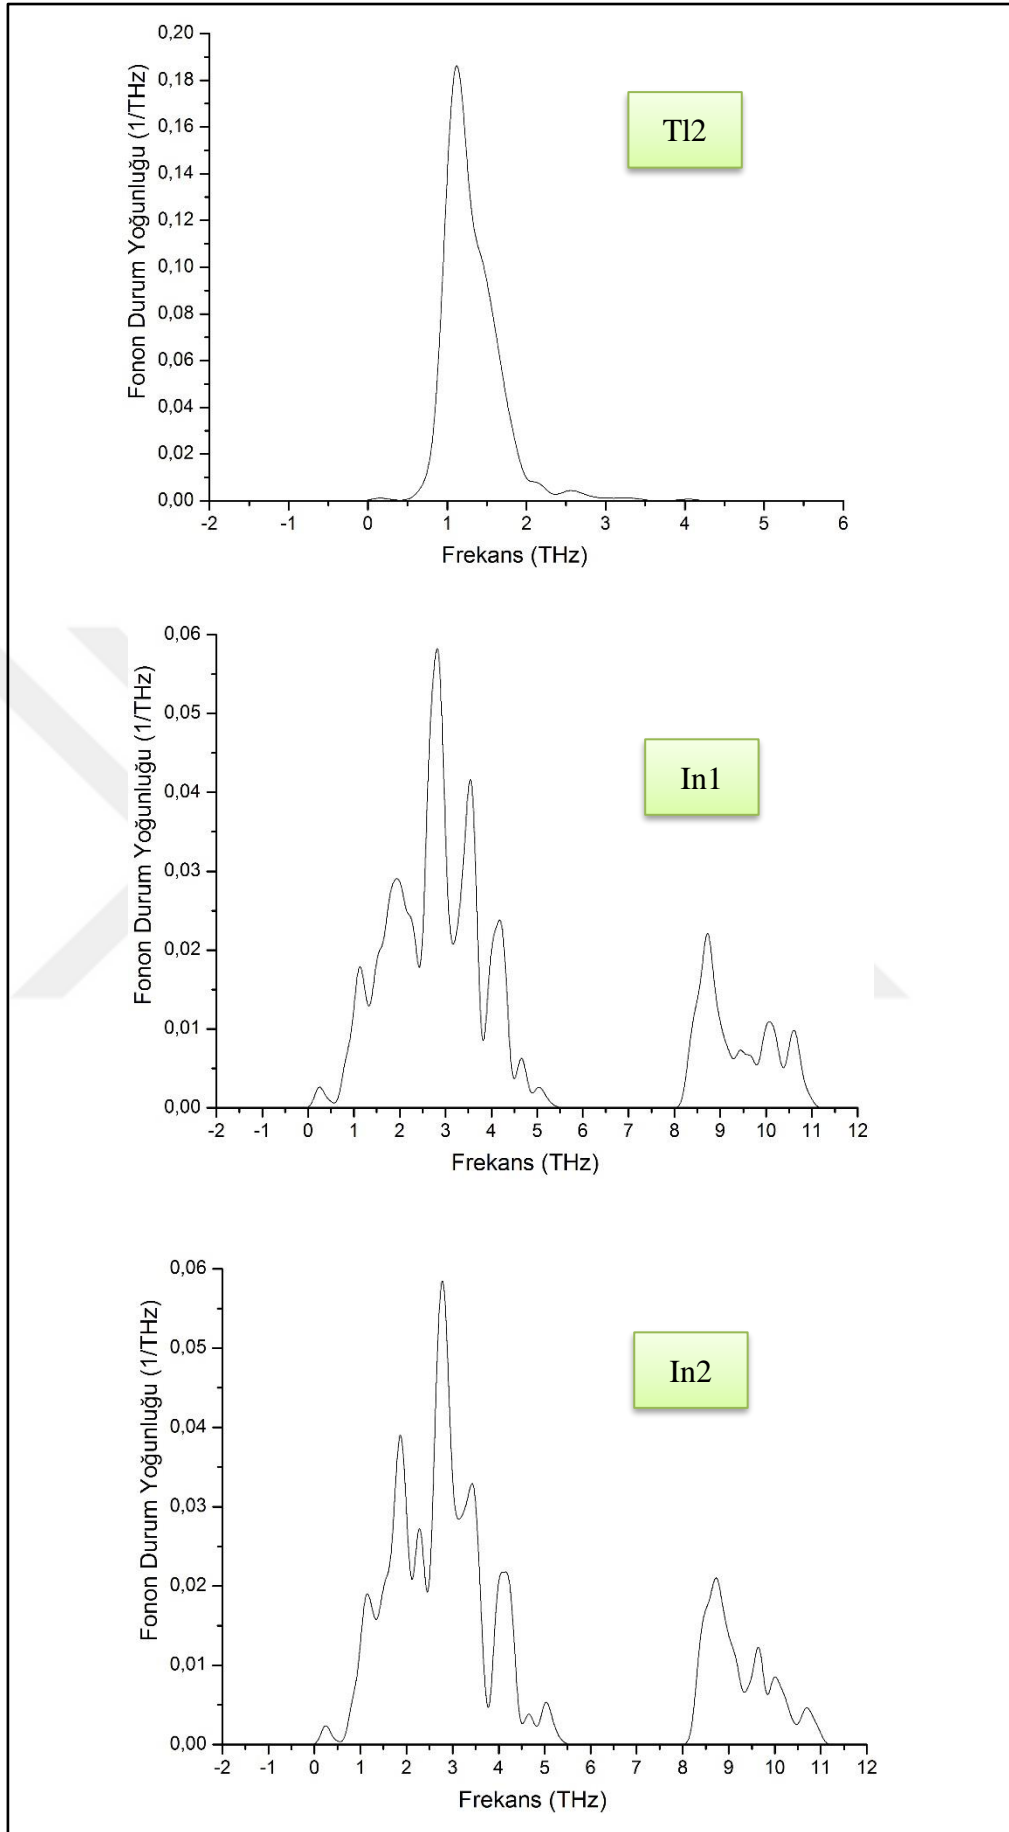 0,20
0,18
0,16
0,14
0,12
0,10
0,08
0,06
0,04
0,02
0,00
Fonon Durum Yoğunluğu (1/THz)
Tl2
-2 -1 0 1 2 3 4 5 6
Frekans (THz)
0,06
0,05
0,04
0,03
0,02
0,01
0,00
Fonon Durum Yoğunluğu (1/THz)
In1
-2 -1 0 1 2 3 4 5 6 7 8 9 10 11 12
Frekans (THz)
0,06
0,05
0,04
0,03
0,02
0,01
0,00
Fonon Durum Yoğunluğu (1/THz)
In2
-2 -1 0 1 2 3 4 5 6 7 8 9 10 11 12
Frekans (THz)